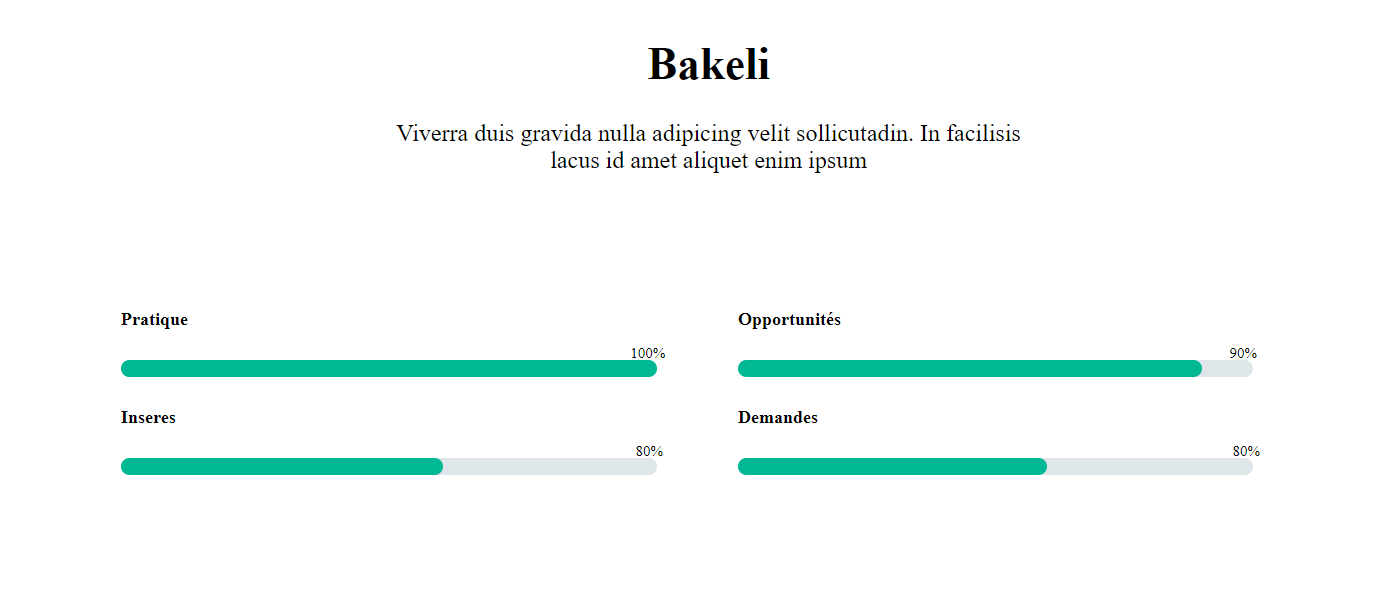 Bakeli
Viverra duis gravida nulla adipicing velit sollicutadin. In facilisis
lacus id amet aliquet enim ipsum
Pratique
100%
Opportunités
90%
Inseres
80%
Demandes
80%